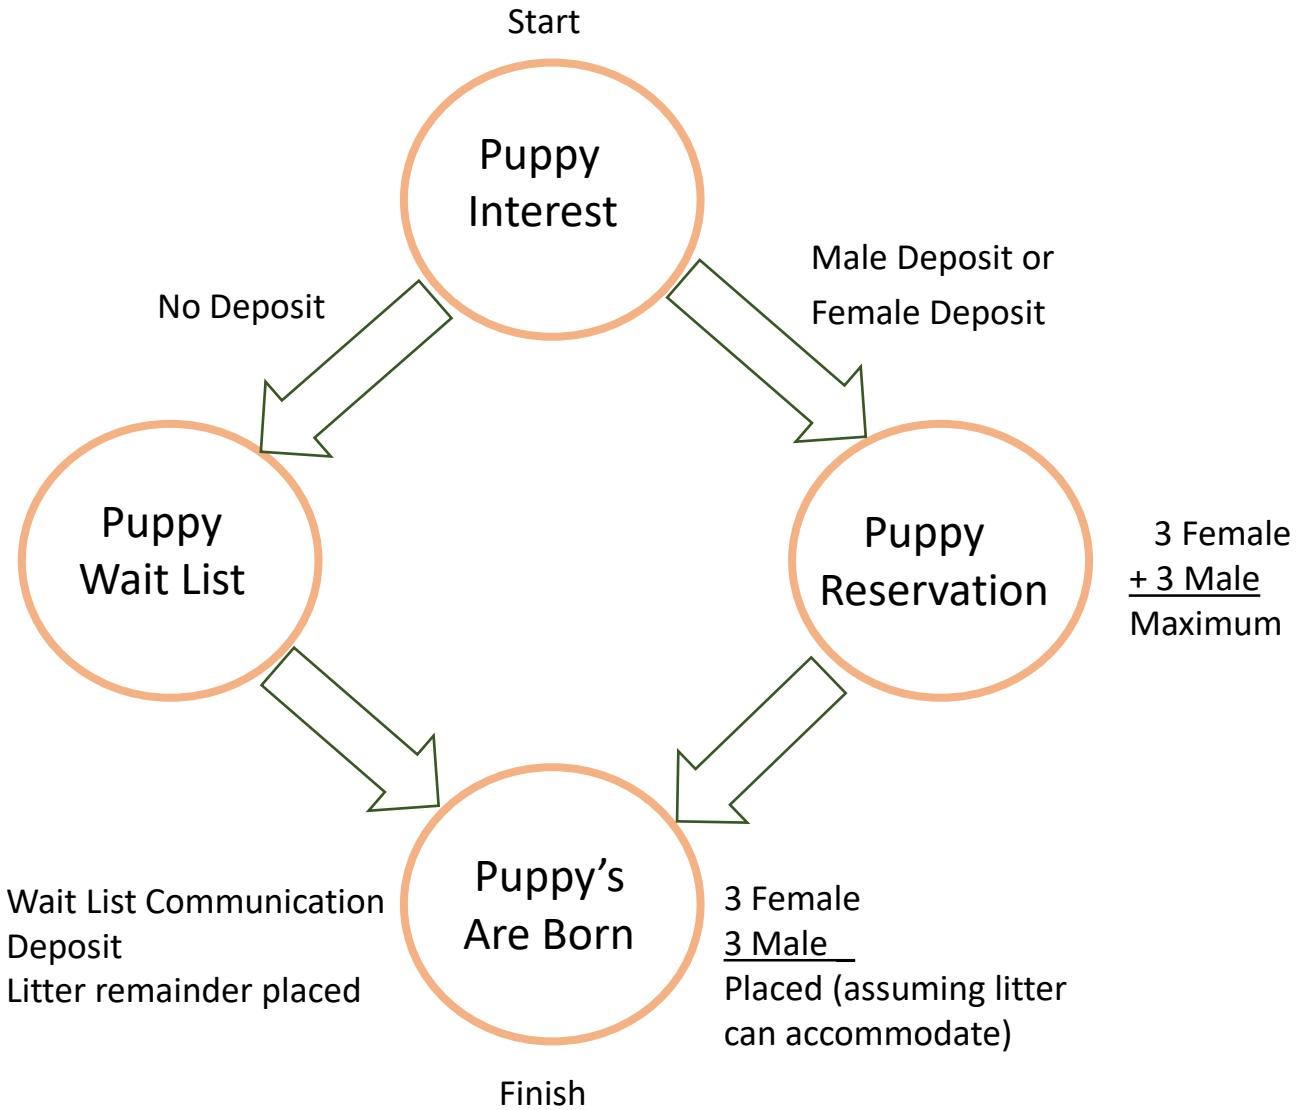 Start
Puppy
Interest
No Deposit
Male Deposit or
Female Deposit
Puppy
Wait List
Puppy
Reservation
3 Female
+ 3 Male
Maximum
Puppy’s
Are Born
Wait List Communication
Deposit
Litter remainder placed
3 Female
3 Male _
Placed (assuming litter
can accommodate)
Finish